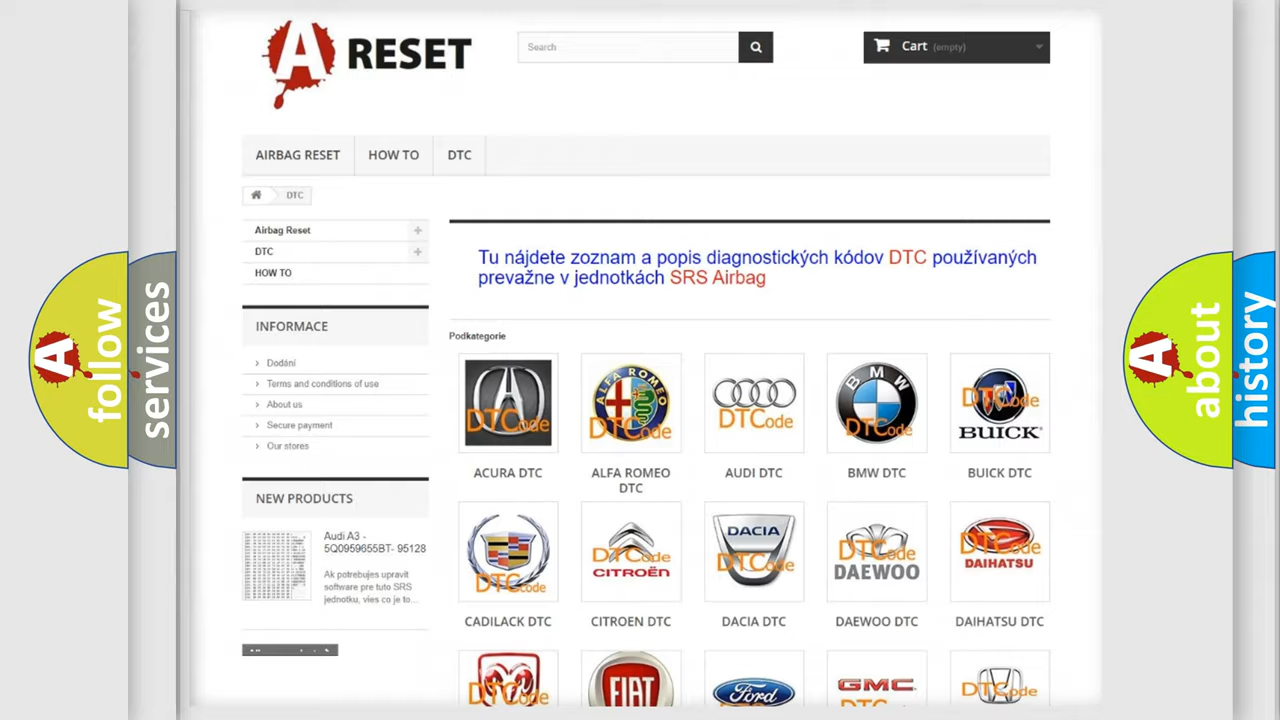 A RESET
Search
Cart (empty)
AIRBAG RESET
HOW TO
DTC
DTC
Airbag Reset
DTC
HOW TO
Tu nájdete zoznam a popis diagnostických kódov DTC používaných
prevažne v jednotkách SRS Airbag
INFORMACE
Dodání
Terms and conditions of use
About us
Secure payment
Our stores
NEW PRODUCTS
Audi A3 -
5Q0959655BT- 95128
Ak potrebujes upravit
software pre tuto SRS
jednotku, vies co je to...
Podkategorie
DTCode
ALFA ROMEO
DTCode
DTCode
BMW
DTCode
DTCode
BUICK
ACURA DTC
ALFA ROMEO
DTC
AUDI DTC
BMW DTC
BUICK DTC
DTCode
DTCode
CITROËN
DACIA
DTCode
DTCode
DAEWOO
DTCode
DAIHATSU
CADILACK DTC
CITROEN DTC
DACIA DTC
DAEWOO DTC
DAIHATSU DTC
DTCode
FIAT
Ford
GMC
DTCode
A follow
services
A about
history